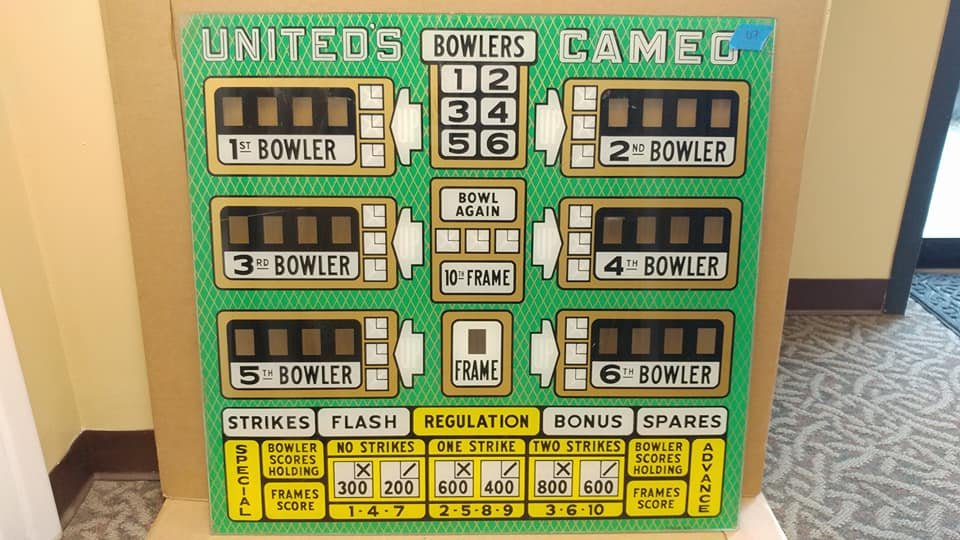 UNITED'S
BOWLERS
CAMEO
1 2
3 4
5 6
1ST BOWLER
2ND BOWLER
BOWL
AGAIN
3RD BOWLER
10TH FRAME
4TH BOWLER
5TH BOWLER
FRAME
6TH BOWLER
STRIKES
FLASH
REGULATION
BONUS
SPARES
SPECIAL
BOWLER
SCORES
HOLDING
FRAMES
SCORE
NO STRIKES
X 300
/ 200
1-4-7
ONE STRIKE
X 600
/ 400
2-5-8-9
TWO STRIKES
X 800
/ 600
3-6-10
BOWLER
SCORES
HOLDING
FRAMES
SCORE
ADVANCE